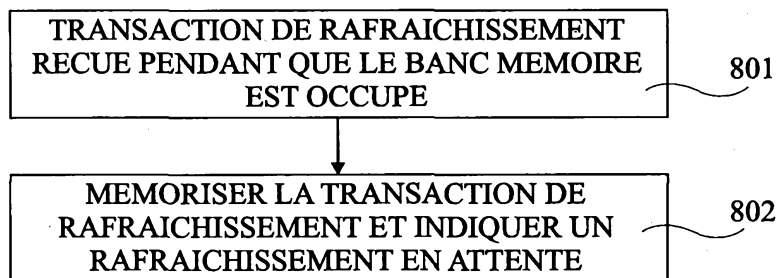 TRANSACTION DE RAFRAICHISSEMENT
RECUE PENDANT QUE LE BANC MEMOIRE
EST OCCUPE
801
MEMORISER LA TRANSACTION DE
RAFRAICHISSEMENT ET INDIQUER UN
RAFRAICHISSEMENT EN ATTENTE
802